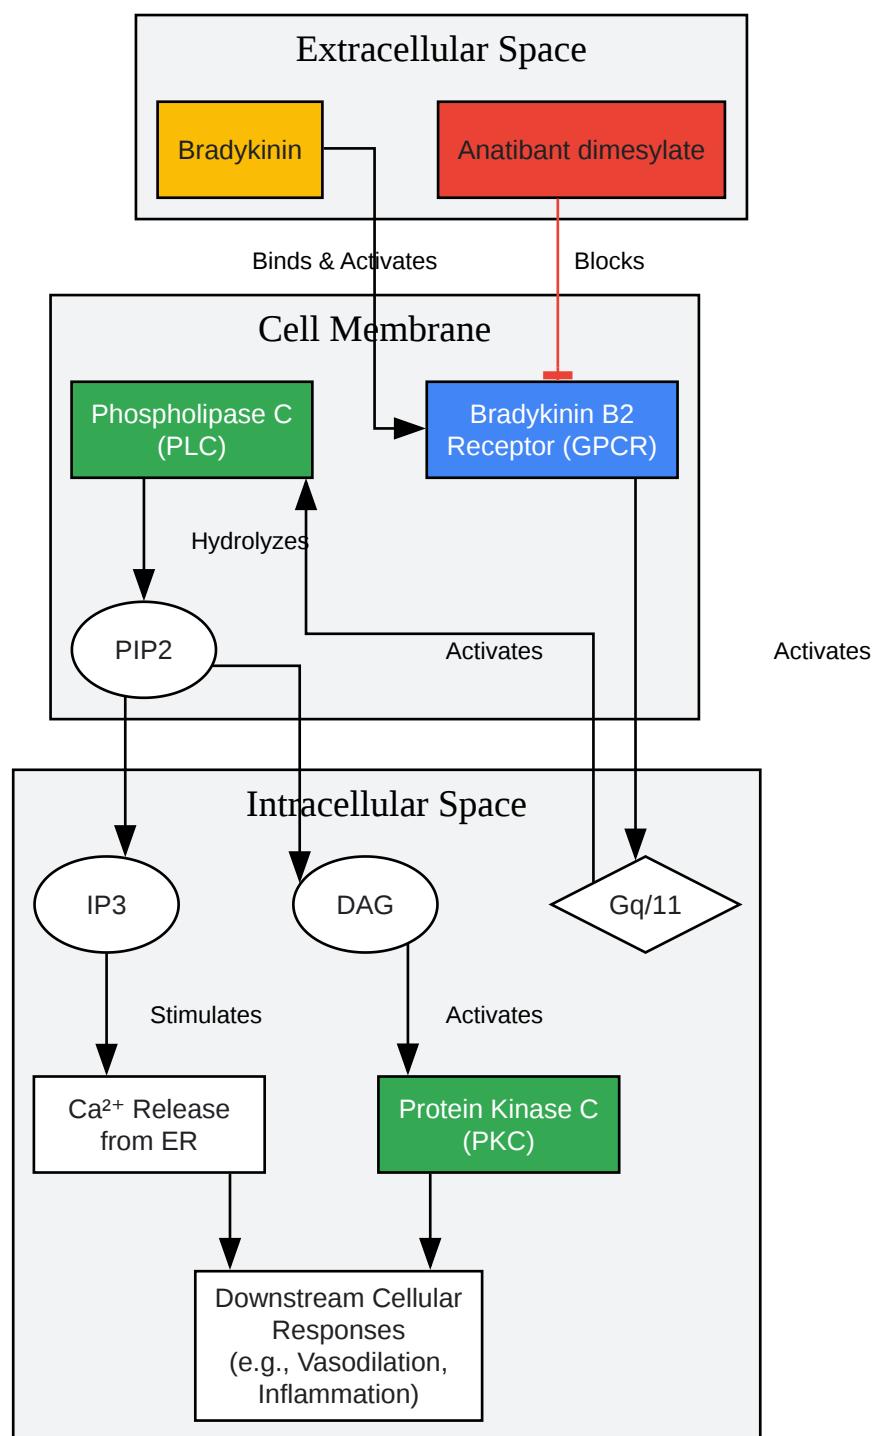 Extracellular Space
Bradykinin
Anatibant dimesylate
Binds & Activates
Blocks
Cell Membrane
Phospholipase C
(PLC)
Bradykinin B2
Receptor (GPCR)
Hydrolyzes
PIP2
Activates
Activates
Intracellular Space
IP3
DAG
Gq/11
Stimulates
Activates
Ca²⁺ Release
from ER
Protein Kinase C
(PKC)
Downstream Cellular
Responses
(e.g., Vasodilation,
Inflammation)